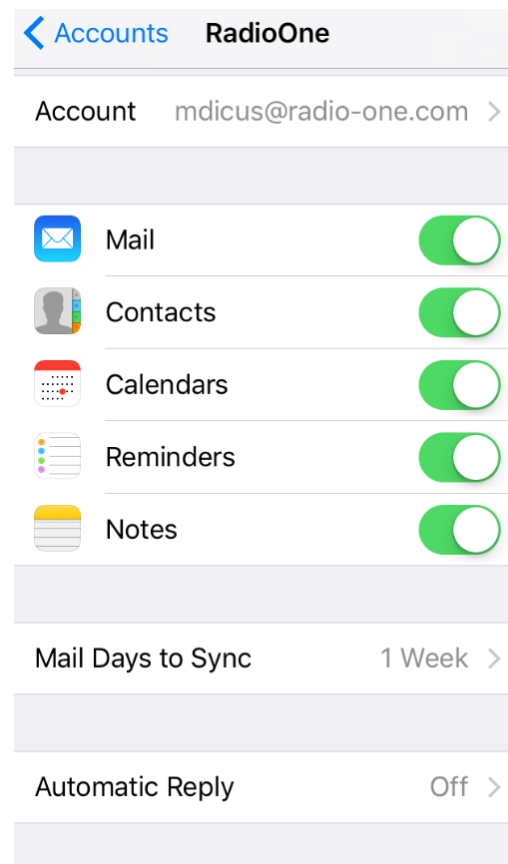 Accounts RadioOne
Account mdicus@radio-one.com
Mail
Contacts
Calendars
Reminders
Notes
Mail Days to Sync 1 Week
Automatic Reply Off